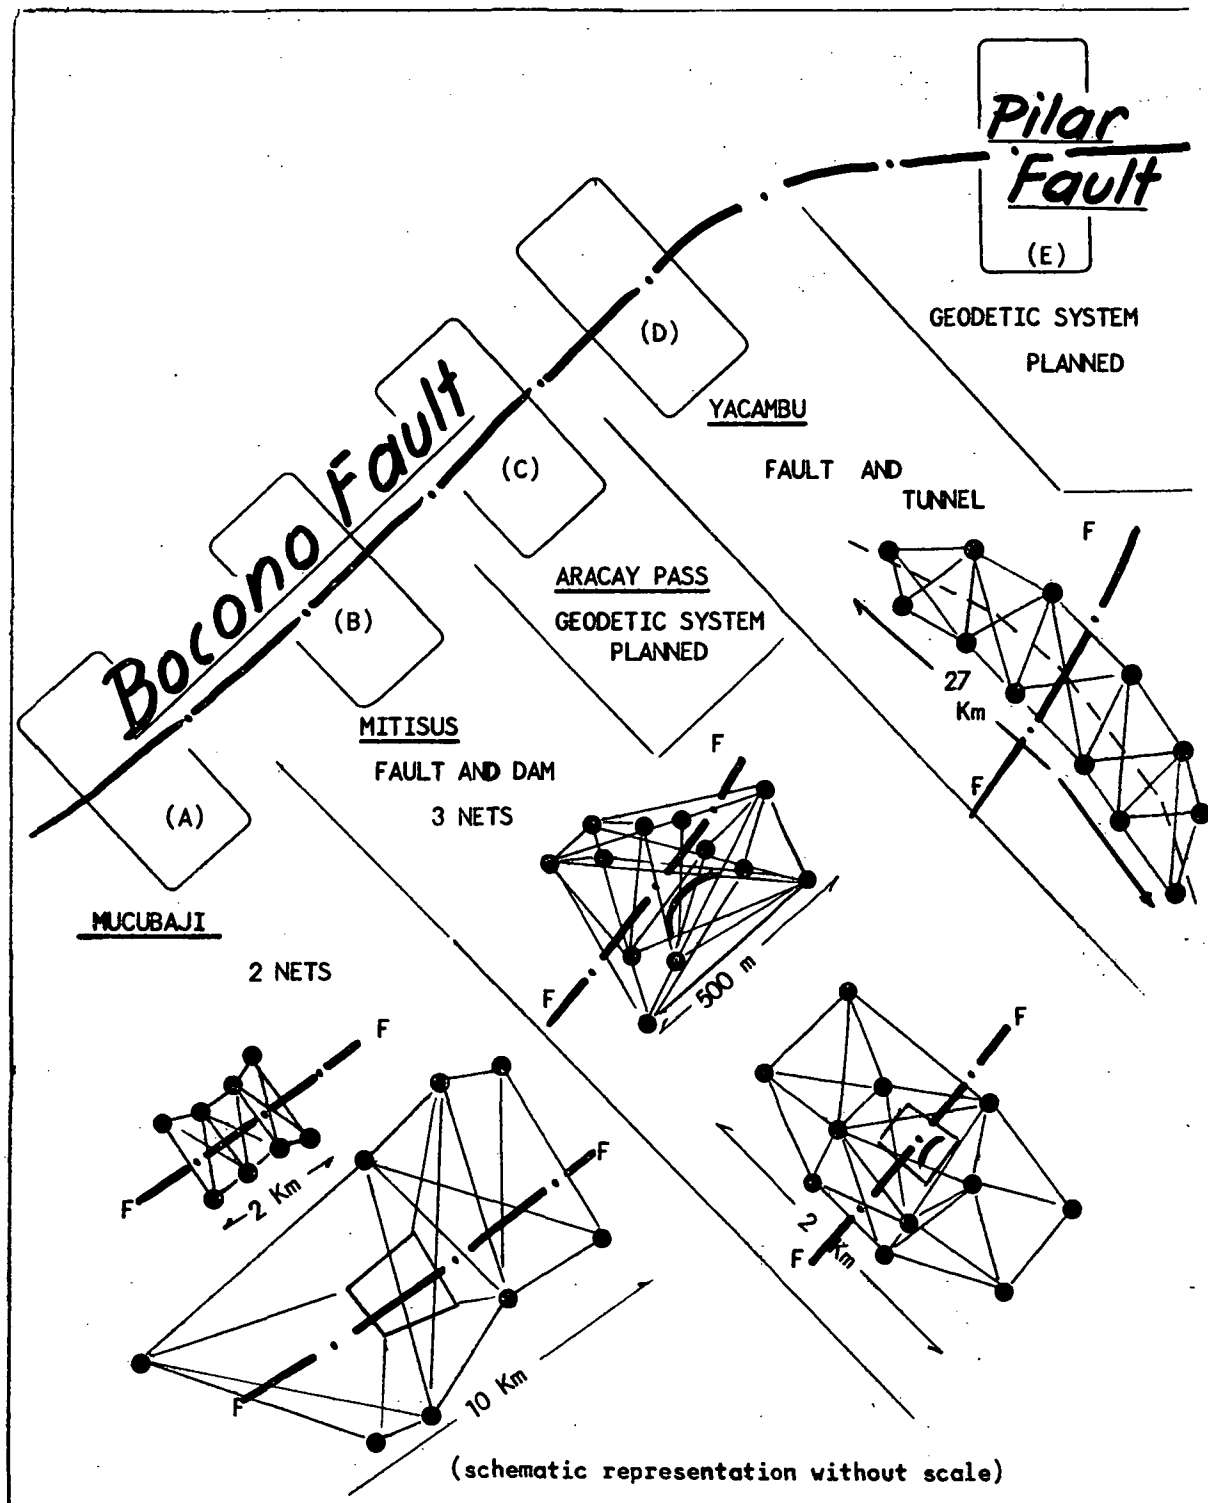 Pilar
Fault
(E)
GEODETIC SYSTEM
PLANNED
(D)
YACAMBU
FAULT AND
TUNNEL
F
27
Km
F
Bocono Fault
(C)
ARACAY PASS
GEODETIC SYSTEM
PLANNED
(B)
MITISUS
FAULT AND DAM
3 NETS
F
500 m
F
F
2 Km
F
(A)
MUCUBAJI
2 NETS
F
2 Km
F
F
10 Km
F
(schematic representation without scale)